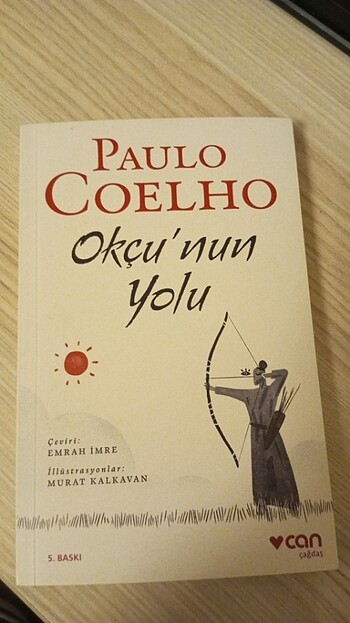 PAULO
COELHO
Okçu'nun
Yolu
Çeviri:
EMRAH İMRE
İllüstrasyonlar:
MURAT KALKAVAN
5. BASKI
can
çağdaş